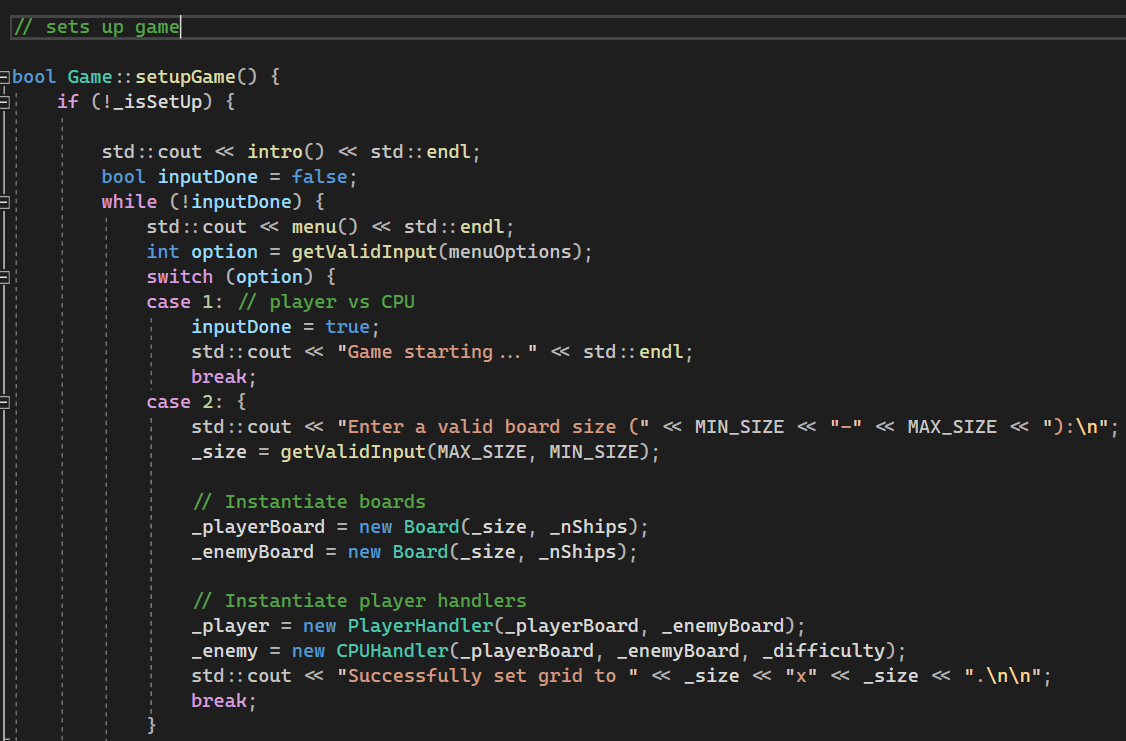 // sets up game
bool Game::setupGame() {
if (!_isSetUp) {
std::cout << intro() << std::endl;
bool inputDone = false;
while (!inputDone) {
std::cout << menu() << std::endl;
int option = getValidInput(menuOptions);
switch (option) {
case 1: // player vs CPU
inputDone = true;
std::cout << "Game starting..." << std::endl;
break;
case 2: {
std::cout << "Enter a valid board size (" << MIN_SIZE << "-" << MAX_SIZE << "):\n";
_size = getValidInput(MAX_SIZE, MIN_SIZE);
// Instantiate boards
_playerBoard = new Board(_size, _nShips);
_enemyBoard = new Board(_size, _nShips);
// Instantiate player handlers
_player = new PlayerHandler(_playerBoard, _enemyBoard);
_enemy = new CPUHandler(_playerBoard, _enemyBoard, _difficulty);
std::cout << "Successfully set grid to " << _size << "x" << _size << ".\n\n";
break;
}